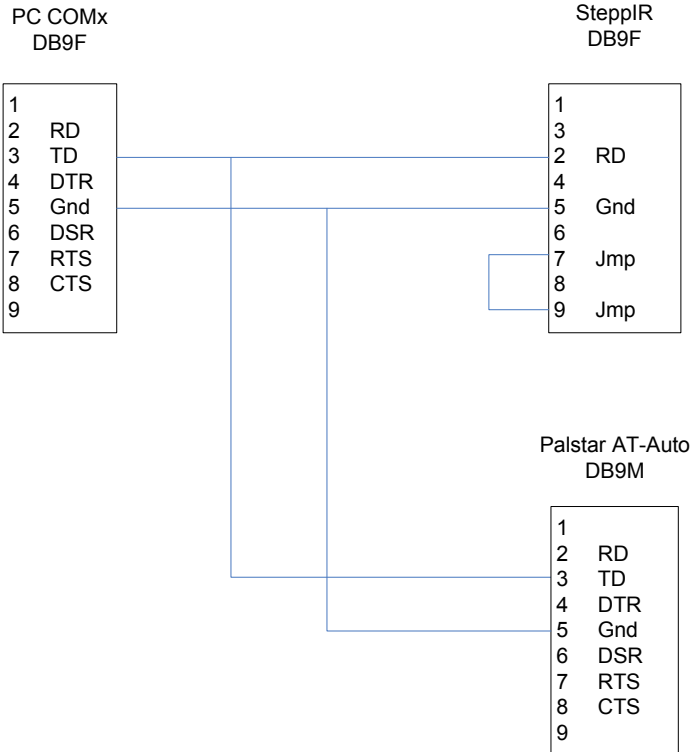 PC COMx
DB9F
1
2 RD
3 TD
4 DTR
5 Gnd
6 DSR
7 RTS
8 CTS
9
SteppIR
DB9F
1
3
2 RD
4
5 Gnd
6
7 Jmp
8
9 Jmp
Palstar AT-Auto
DB9M
1
2 RD
3 TD
4 DTR
5 Gnd
6 DSR
7 RTS
8 CTS
9